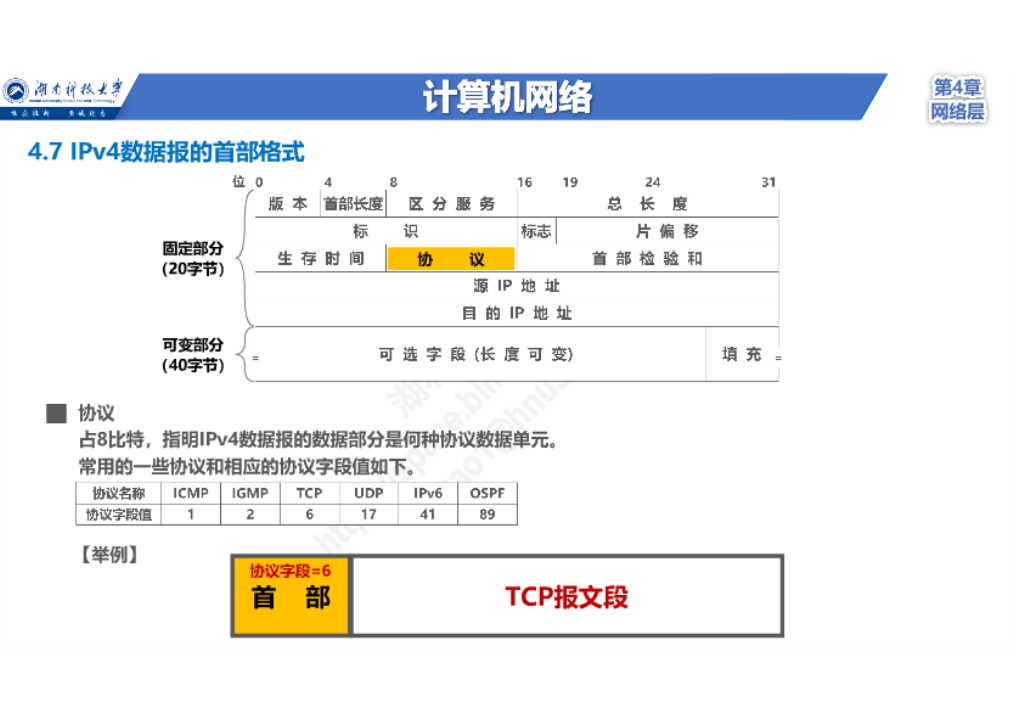 湖南科技大学
计算机网络
第4章
网络层
4.7 IPv4数据报的首部格式
位 0 4 8 16 19 24 31
版 本 首部长度 区 分 服 务 总 长 度
标 识 标志 片 偏 移
固定部分
(20字节)
生 存 时 间 协 议 首 部 检 验 和
源 IP 地 址
目 的 IP 地 址
可变部分
(40字节)
可 选 字 段 (长 度 可 变) 填 充
协议
占8比特，指明IPv4数据报的数据部分是何种协议数据单元。
常用的一些协议和相应的协议字段值如下。
协议名称 ICMP IGMP TCP UDP IPv6 OSPF
协议字段值 1 2 6 17 41 89
【举例】
协议字段=6
首 部
TCP报文段